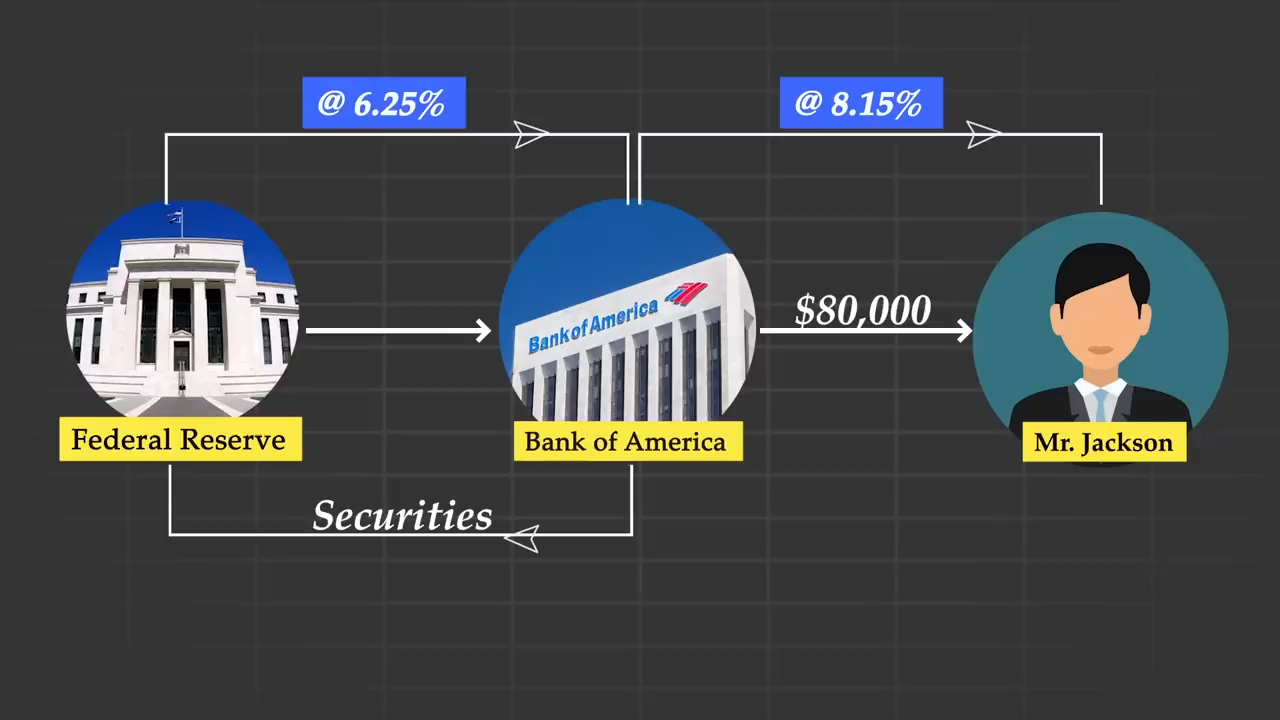 @ 6.25%
@ 8.15%
Bank of America
$80,000
Federal Reserve
Bank of America
Mr. Jackson
Securities